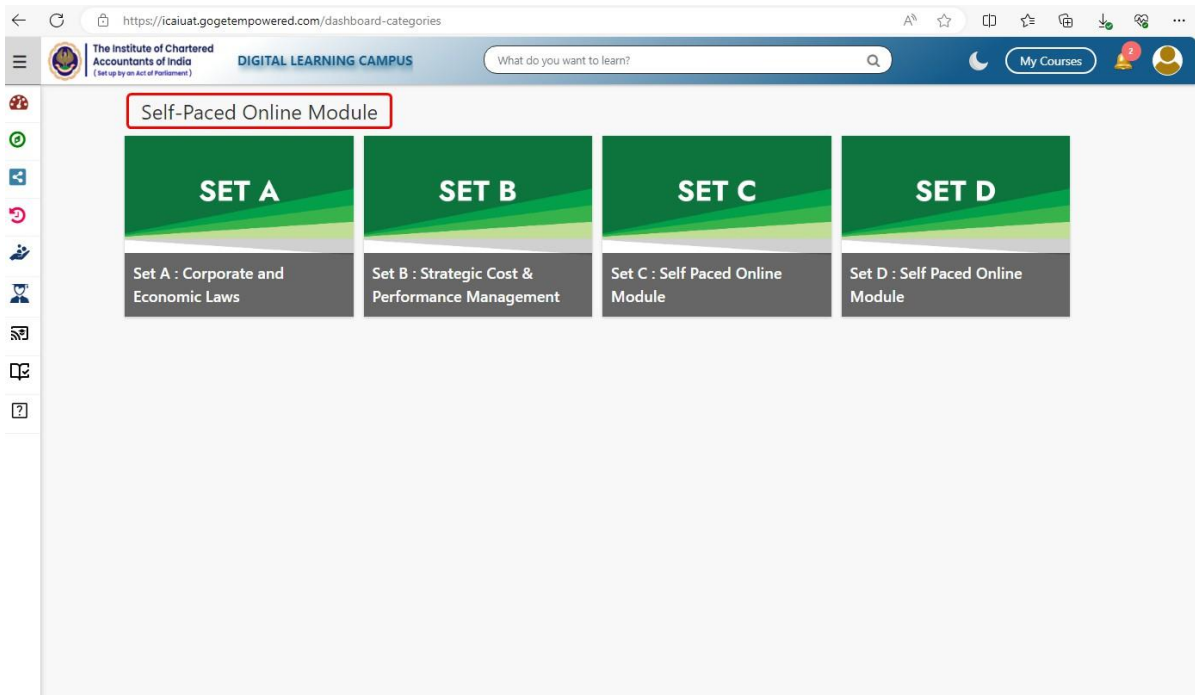 https://icaiuat.gogetempowered.com/dashboard-categories
The Institute of Chartered
Accountants of India
(Set up by an Act of Parliament)
DIGITAL LEARNING CAMPUS
What do you want to learn?
My Courses
2
Self-Paced Online Module
SET A
SET B
SET C
SET D
Set A : Corporate and
Economic Laws
Set B : Strategic Cost &
Performance Management
Set C : Self Paced Online
Module
Set D : Self Paced Online
Module